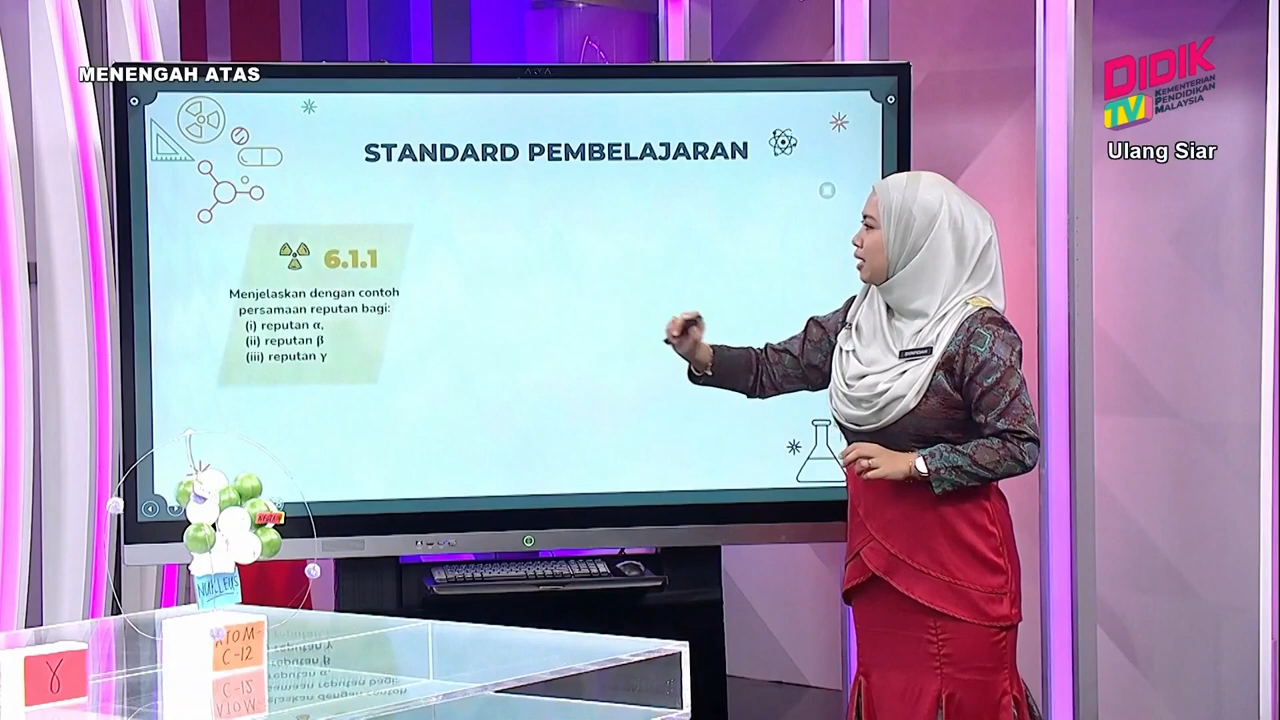 MENENGAH ATAS
DIDIK
TV
KEMENTERIAN
PENDIDIKAN
MALAYSIA
Ulang Siar
STANDARD PEMBELAJARAN
6.1.1
Menjelaskan dengan contoh
persamaan reputan bagi:
(i) reputan α,
(ii) reputan β
(iii) reputan γ
NUKLEUS
ATOM-
C-12
γ